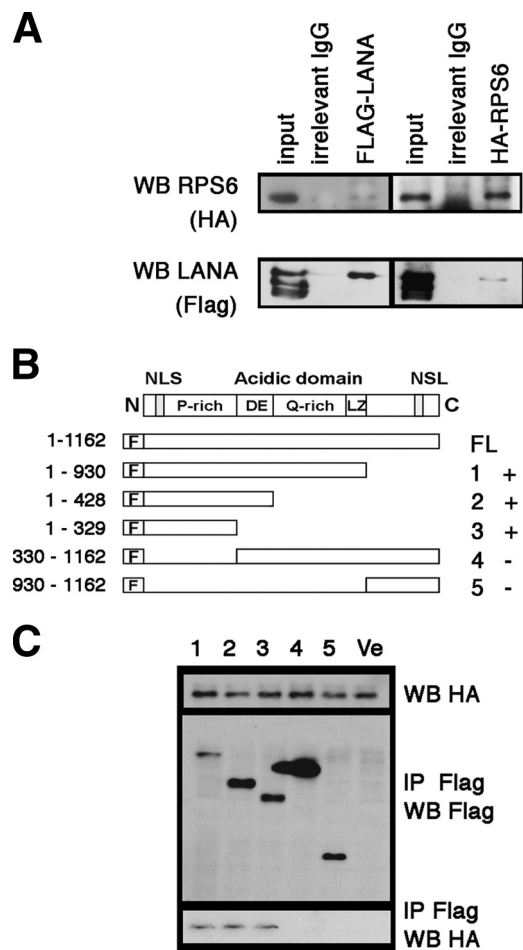 A
input
irrelevant IgG
FLAG-LANA
input
irrelevant IgG
HA-RPS6
WB RPS6
(HA)
WB LANA
(Flag)
B
NLS Acidic domain NSL
N P-rich DE Q-rich LZ C
1-1162 F FL
1 - 930 F 1 +
1 - 428 F 2 +
1 - 329 F 3 +
330 - 1162 F 4 -
930 - 1162 F 5 -
C
1 2 3 4 5 Ve
WB HA
IP Flag
WB Flag
IP Flag
WB HA